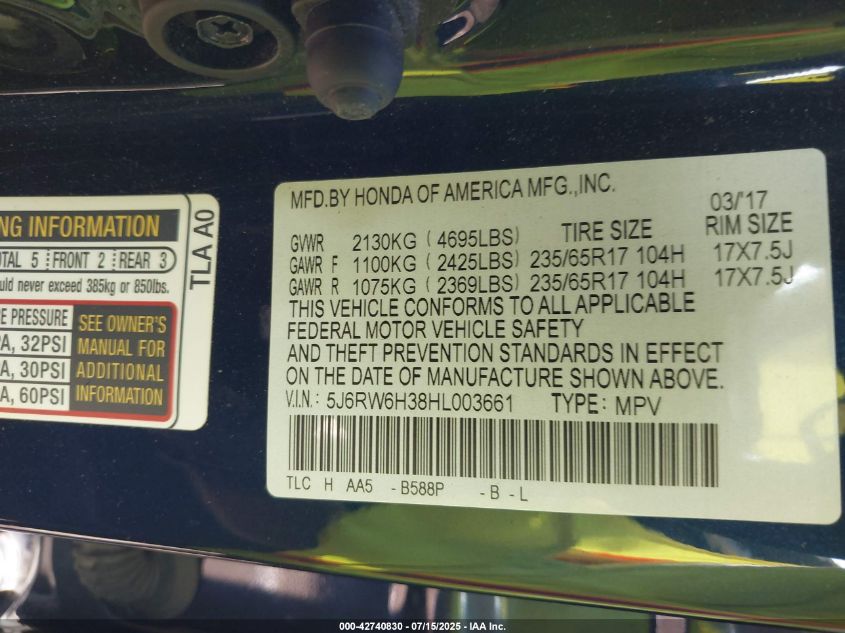 NG INFORMATION
OTAL 5 FRONT 2 REAR 3
uld never exceed 385kg or 850lbs.
RE PRESSURE
PA, 32PSI
A, 30PSI
A, 60PSI
SEE OWNER'S
MANUAL FOR
ADDITIONAL
INFORMATION
TLA A0
MFD.BY HONDA OF AMERICA MFG.,INC.
03/'17
GVWR 2130KG ( 4695LBS) TIRE SIZE RIM SIZE
GAWR F 1100KG ( 2425LBS) 235/65R17 104H 17X7.5J
GAWR R 1075KG ( 2369LBS) 235/65R17 104H 17X7.5J
THIS VEHICLE CONFORMS TO ALL APPLICABLE
FEDERAL MOTOR VEHICLE SAFETY
AND THEFT PREVENTION STANDARDS IN EFFECT
ON THE DATE OF MANUFACTURE SHOWN ABOVE.
V.I.N.: 5J6RW6H38HL003661 TYPE: MPV
TLC H AA5 -B588P -B -L
000-42740830 - 07/15/2025 - IAA Inc.